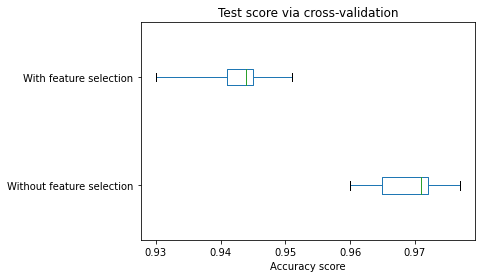 Test score via cross-validation
With feature selection
Without feature selection
0.93 0.94 0.95 0.96 0.97
Accuracy score